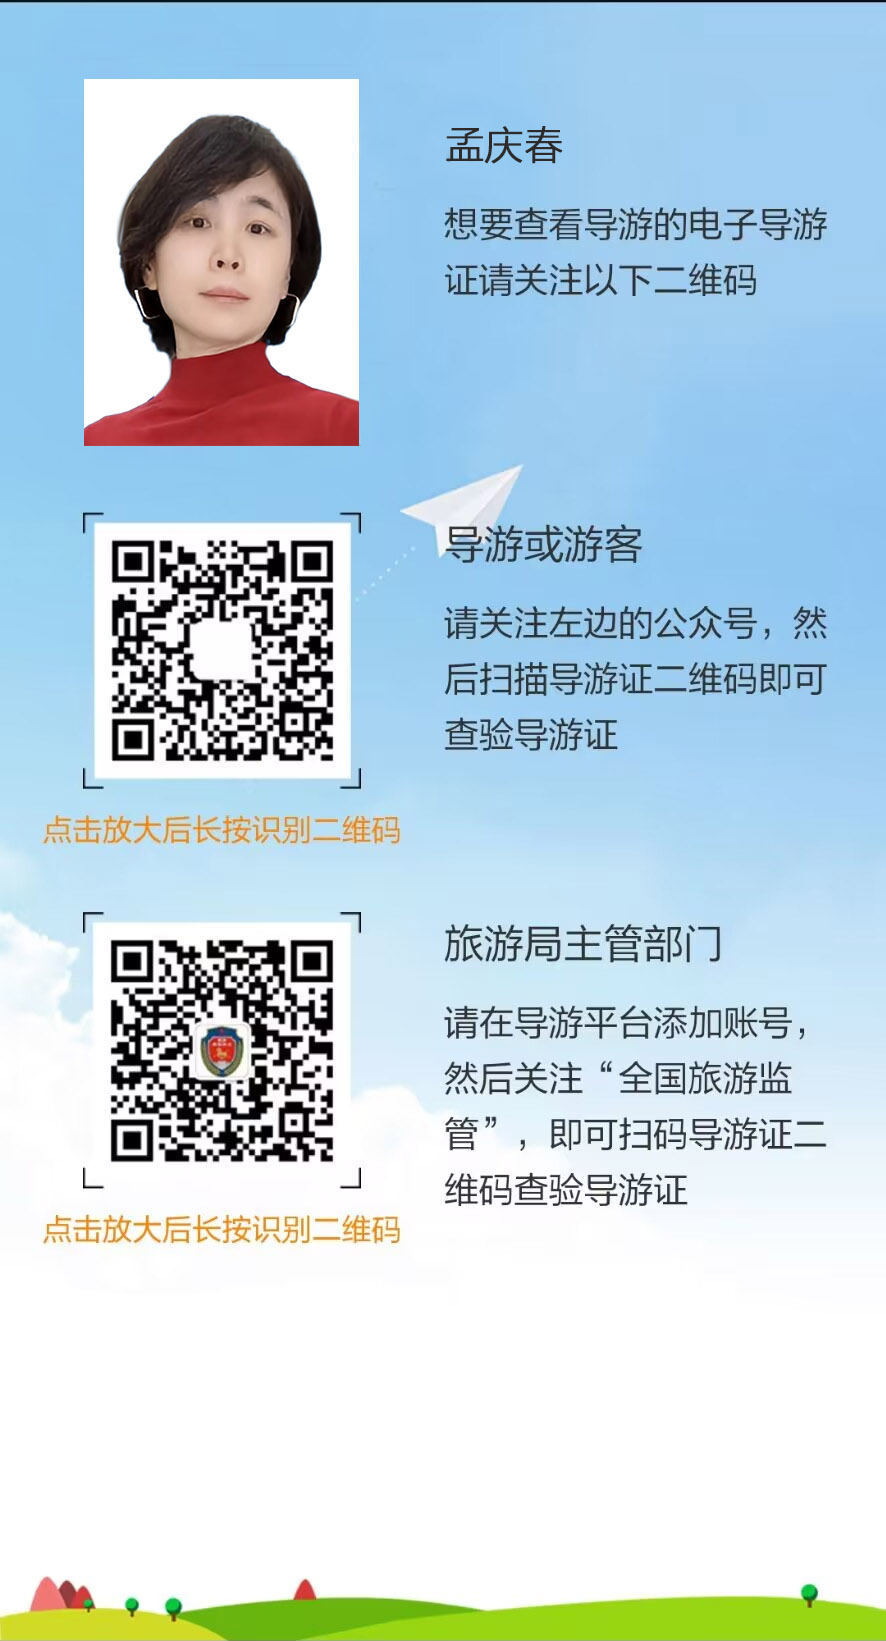 孟庆春
想要查看导游的电子导游
证请关注以下二维码
导游或游客
请关注左边的公众号，然
后扫描导游证二维码即可
查验导游证
点击放大后长按识别二维码
旅游局主管部门
请在导游平台添加账号，
然后关注“全国旅游监
管”，即可扫码导游证二
维码查验导游证
点击放大后长按识别二维码